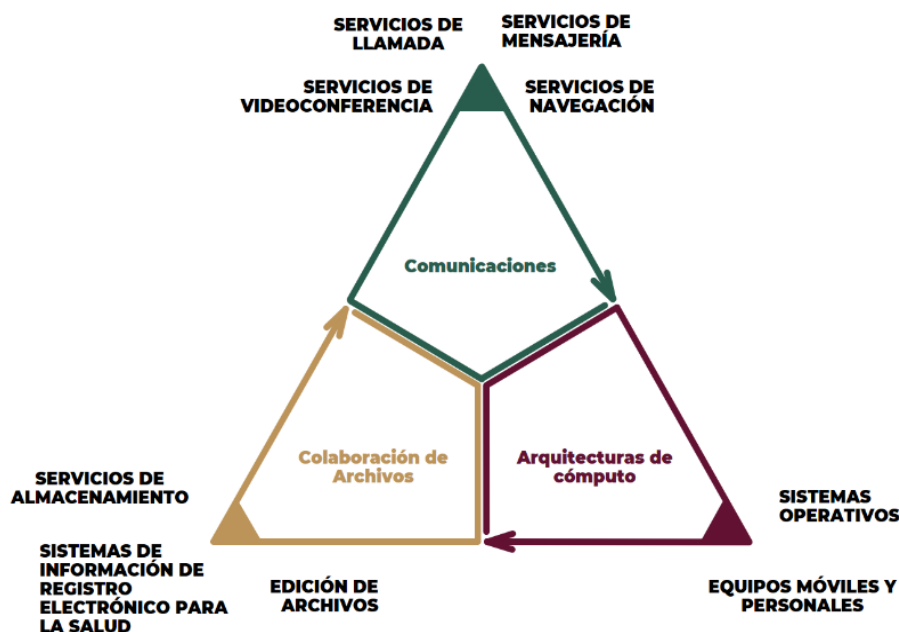 SERVICIOS DE
LLAMADA
SERVICIOS DE
MENSAJERÍA
SERVICIOS DE
VIDEOCONFERENCIA
SERVICIOS DE
NAVEGACIÓN
Comunicaciones
Colaboración de
Archivos
Arquitecturas de
cómputo
SERVICIOS DE
ALMACENAMIENTO
SISTEMAS
OPERATIVOS
SISTEMAS DE
INFORMACIÓN DE
REGISTRO
ELECTRÓNICO PARA
LA SALUD
EDICIÓN DE
ARCHIVOS
EQUIPOS MÓVILES Y
PERSONALES